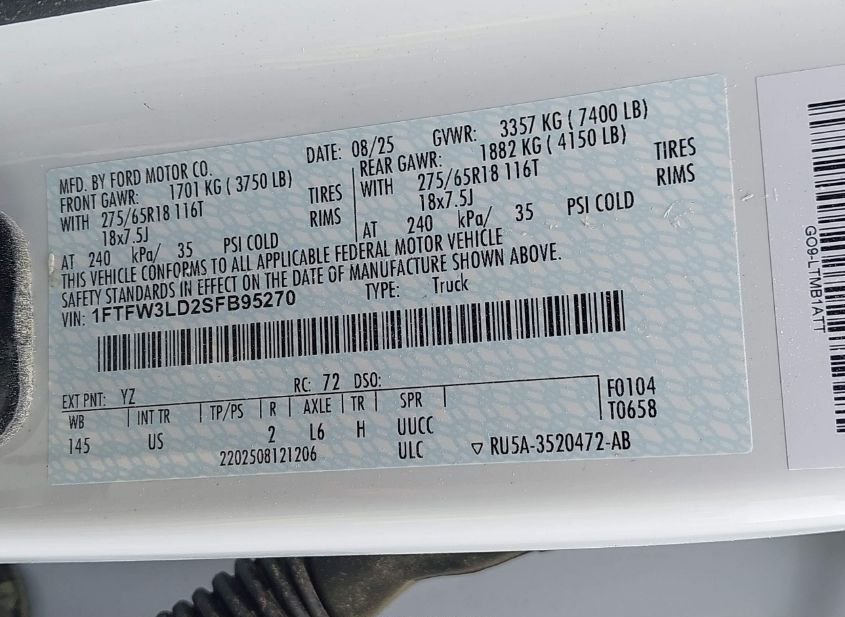 MFD. BY FORD MOTOR CO.
DATE: 08/25
GVWR: 3357 KG ( 7400 LB)
FRONT GAWR: 1701 KG ( 3750 LB)
REAR GAWR: 1882 KG ( 4150 LB)
WITH 275/65R18 116T TIRES
WITH 275/65R18 116T TIRES
18x7.5J RIMS
18x7.5J RIMS
AT 240 kPa/ 35 PSI COLD
AT 240 kPa/ 35 PSI COLD
THIS VEHICLE CONFORMS TO ALL APPLICABLE FEDERAL MOTOR VEHICLE
SAFETY STANDARDS IN EFFECT ON THE DATE OF MANUFACTURE SHOWN ABOVE.
VIN: 1FTFW3LD2SFB95270
TYPE: Truck
EXT PNT: YZ RC: 72 DSO:
WB INT TR TP/PS R AXLE TR SPR
145 US 2 L6 H UUCC
2202508121206 ULC
F0104
T0658
▽ RU5A-3520472-AB
GO9-LTMB1A1T